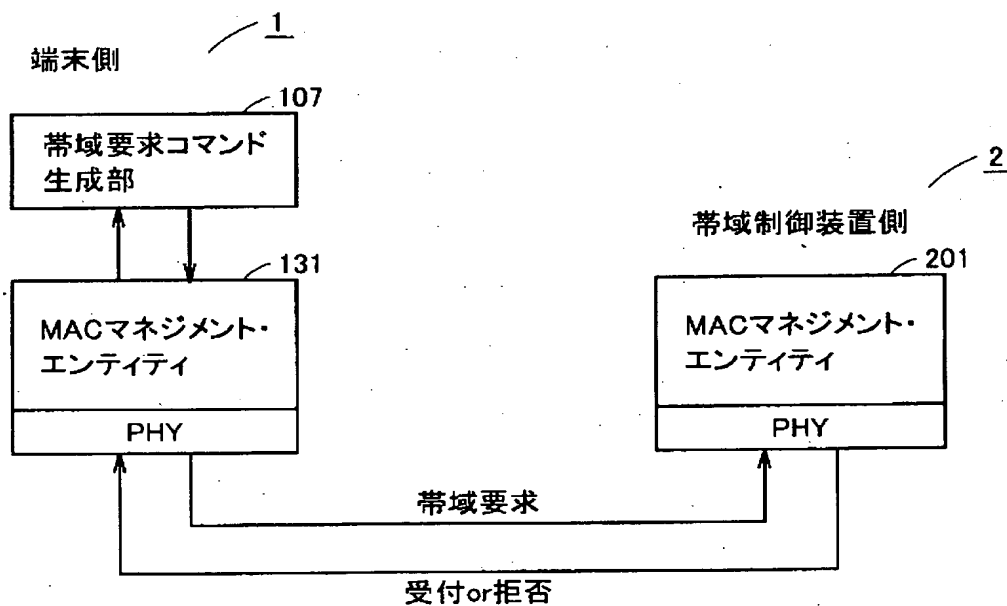 1
端末側
107
帯域要求コマンド
生成部
2
帯域制御装置側
131
MACマネジメント・
エンティティ
PHY
201
MACマネジメント・
エンティティ
PHY
帯域要求
受付or拒否